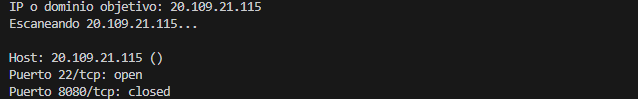 IP o dominio objetivo: 20.109.21.115
Escaneando 20.109.21.115...
Host: 20.109.21.115 ()
Puerto 22/tcp: open
Puerto 8080/tcp: closed